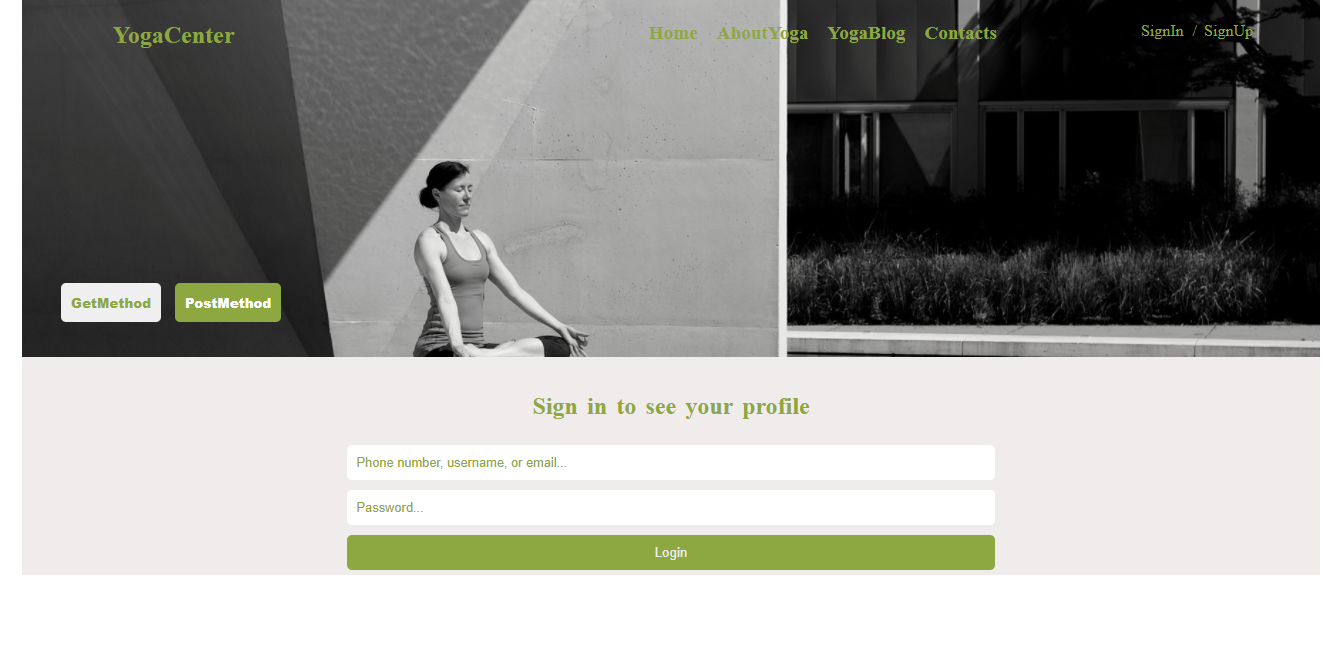 YogaCenter
Home AboutYoga YogaBlog Contacts
SignIn / SignUp
GetMethod PostMethod
Sign in to see your profile
Phone number, username, or email...
Password...
Login